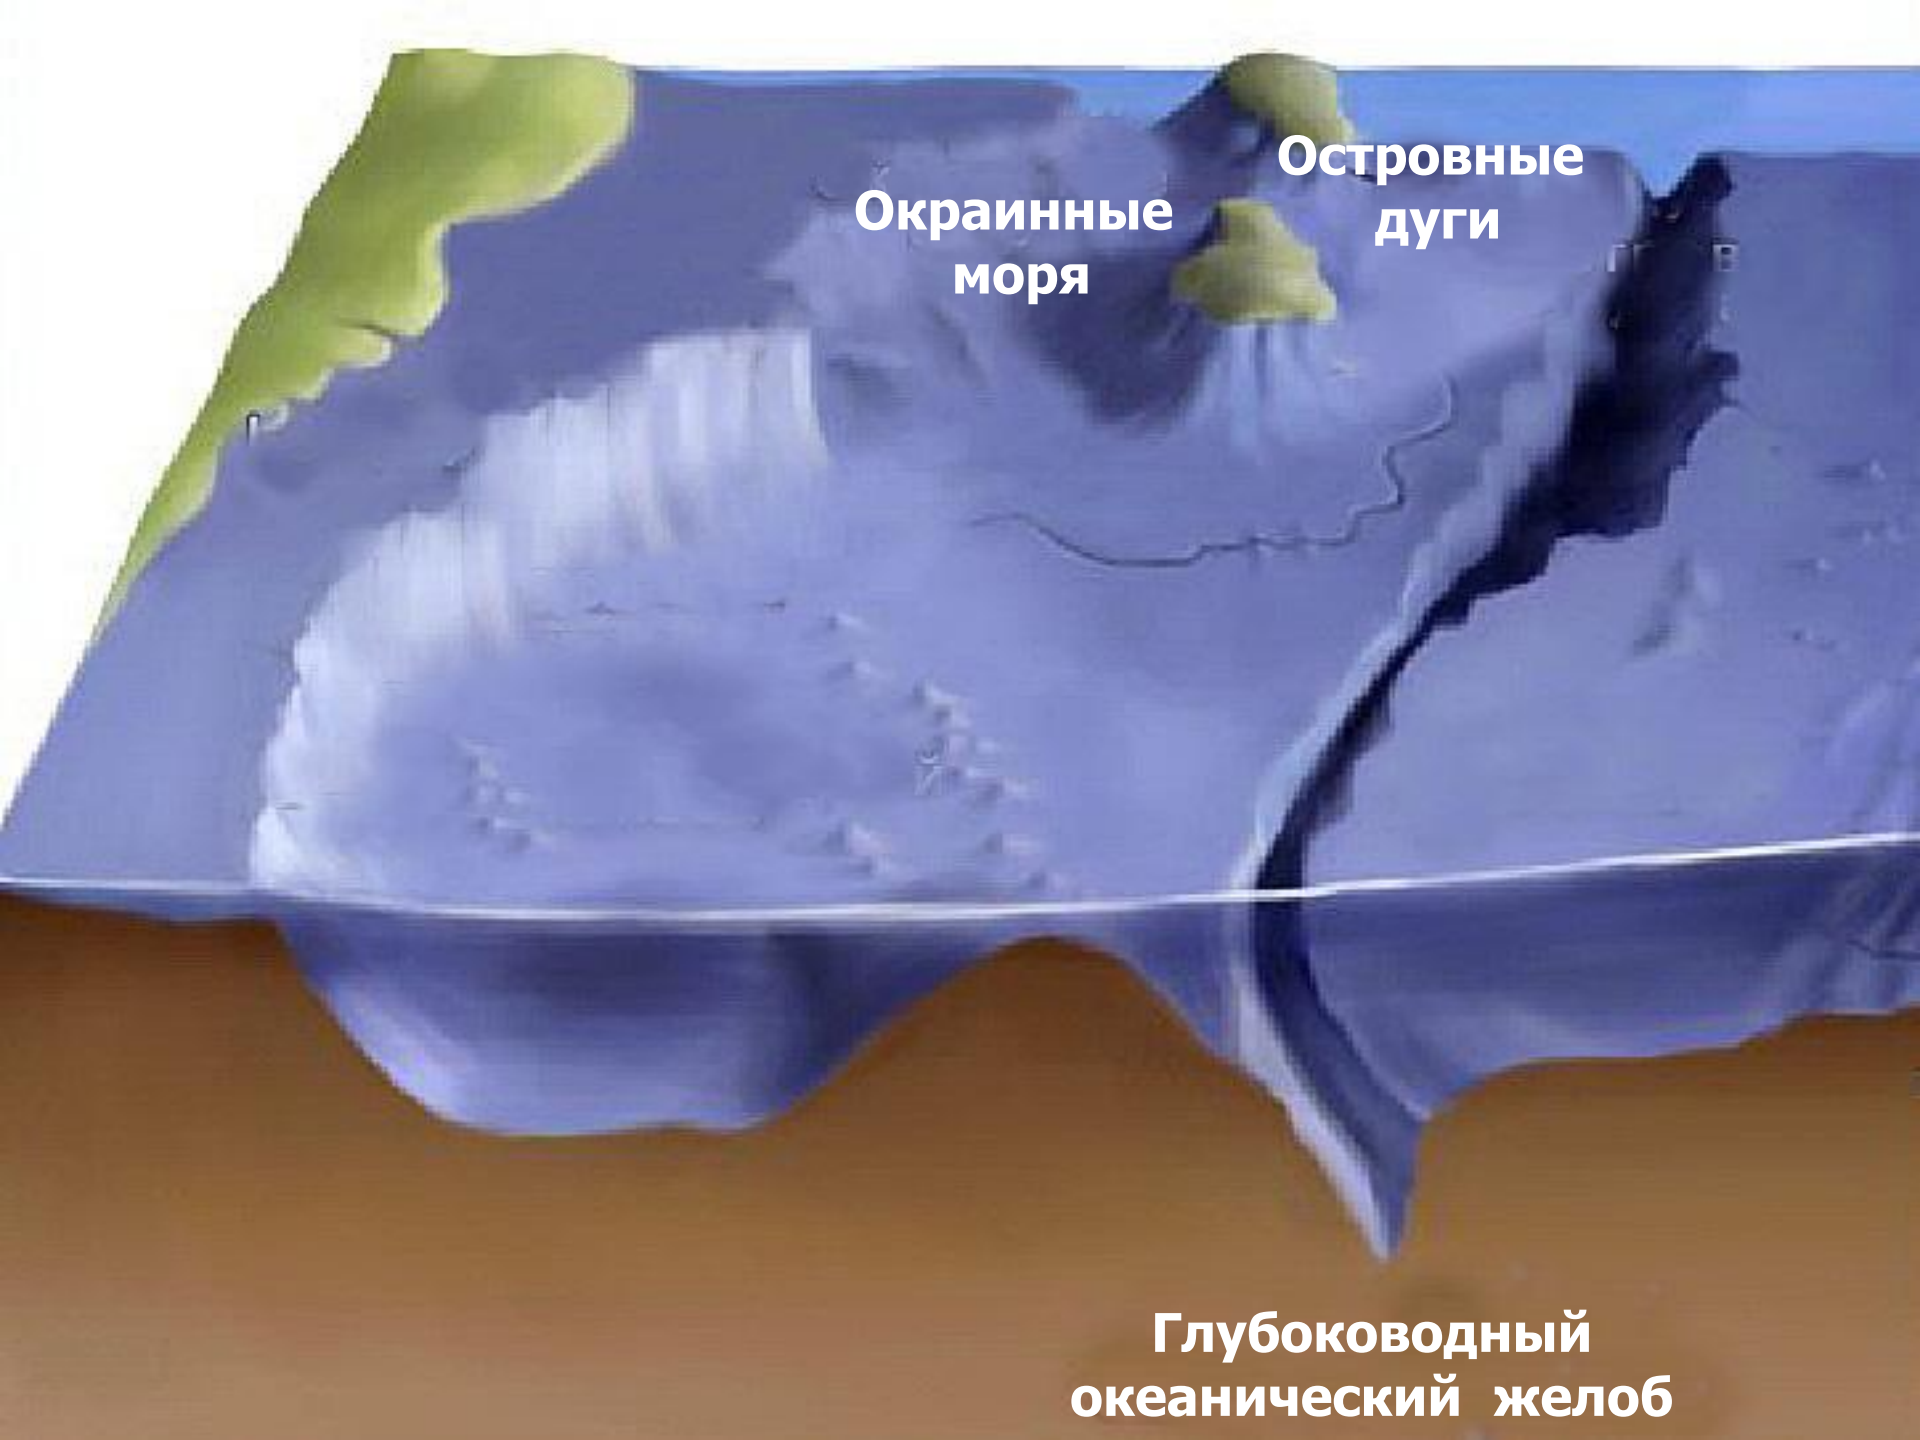 Островные
дуги
Окраинные
моря
Глубоководный
океанический желоб